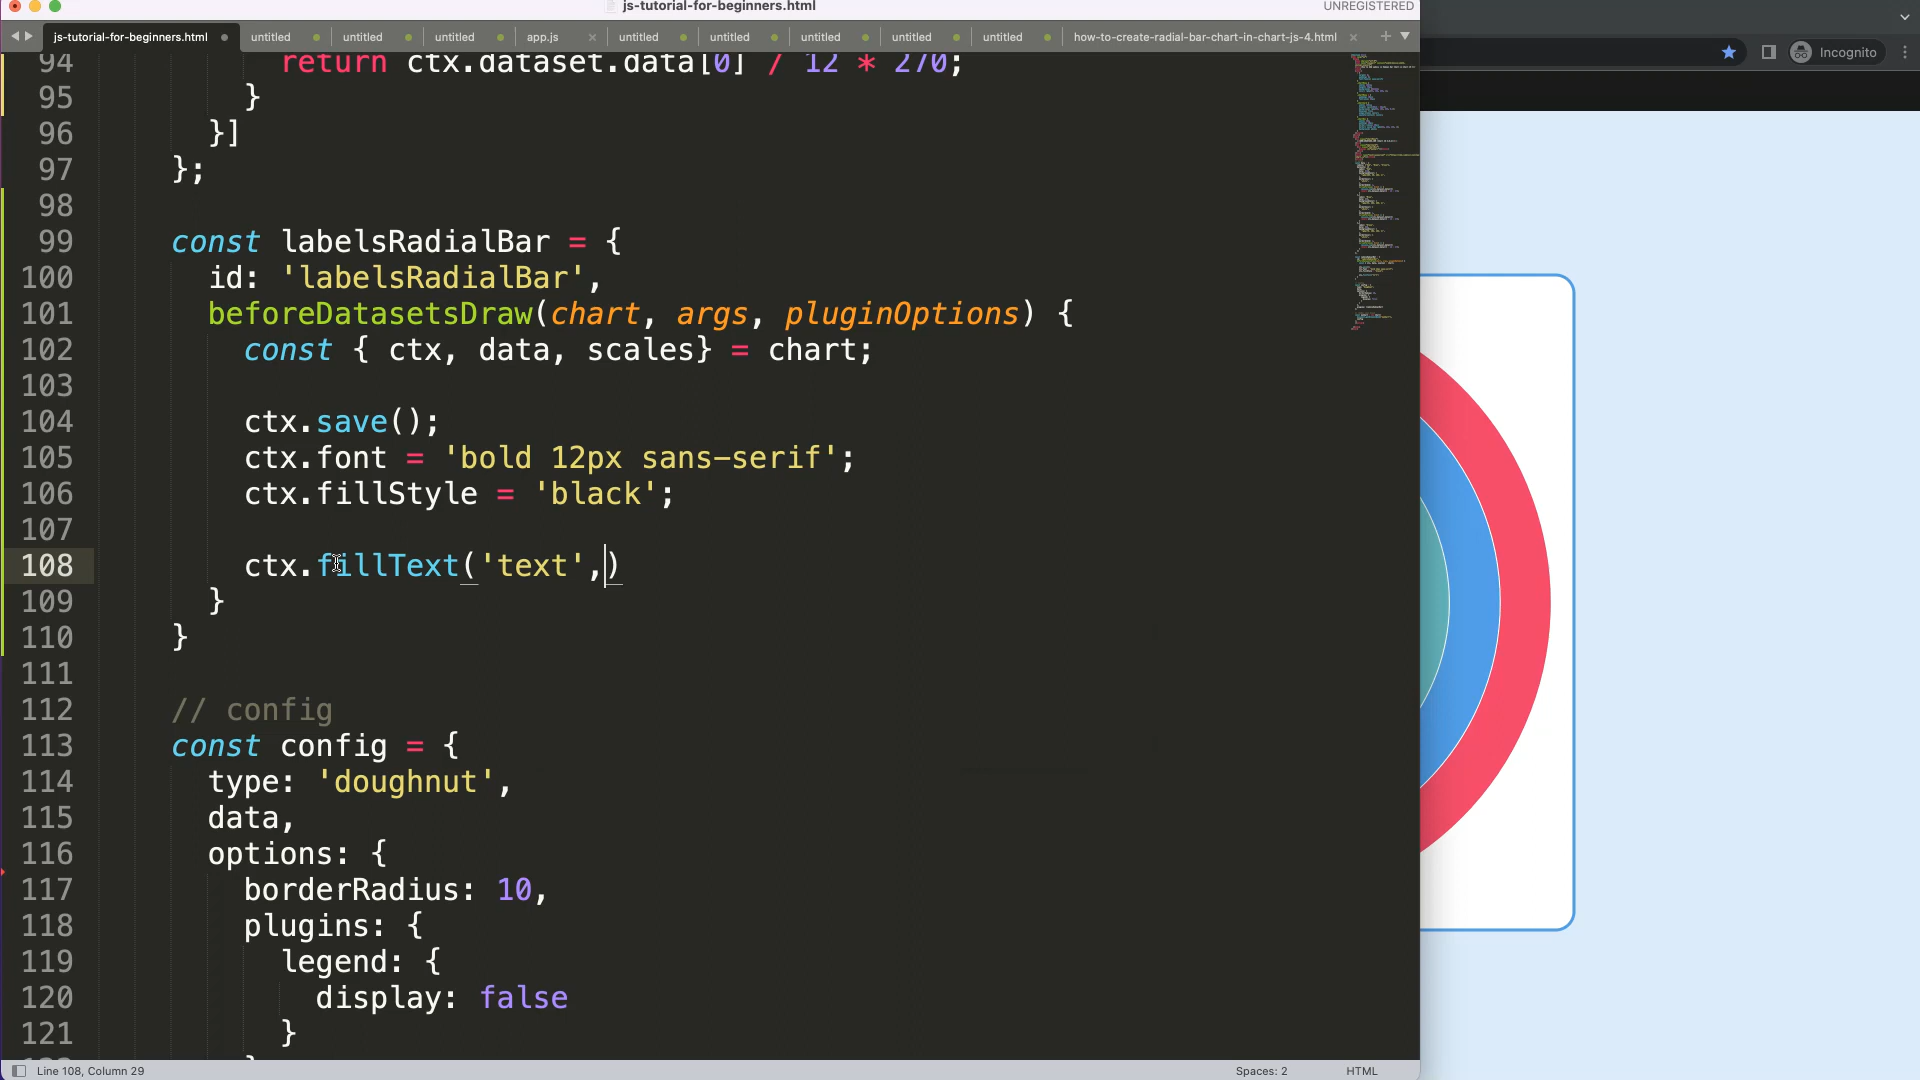 js-tutorial-for-beginners.html
UNREGISTERED
js-tutorial-for-beginners.html untitled untitled untitled app.js untitled untitled untitled untitled untitled how-to-create-radial-bar-chart-in-chart-js-4.html
Incognito
94 return ctx.dataset.data[0] / 12 * 270;
95 }
96 }]
97 };
98
99 const labelsRadialBar = {
100 id: 'labelsRadialBar',
101 beforeDatasetsDraw(chart, args, pluginOptions) {
102 const { ctx, data, scales} = chart;
103
104 ctx.save();
105 ctx.font = 'bold 12px sans-serif';
106 ctx.fillStyle = 'black';
107
108 ctx.fillText('text',)
109 }
110 }
111
112 // config
113 const config = {
114 type: 'doughnut',
115 data,
116 options: {
117 borderRadius: 10,
118 plugins: {
119 legend: {
120 display: false
121 }
Line 108, Column 29
Spaces: 2
HTML